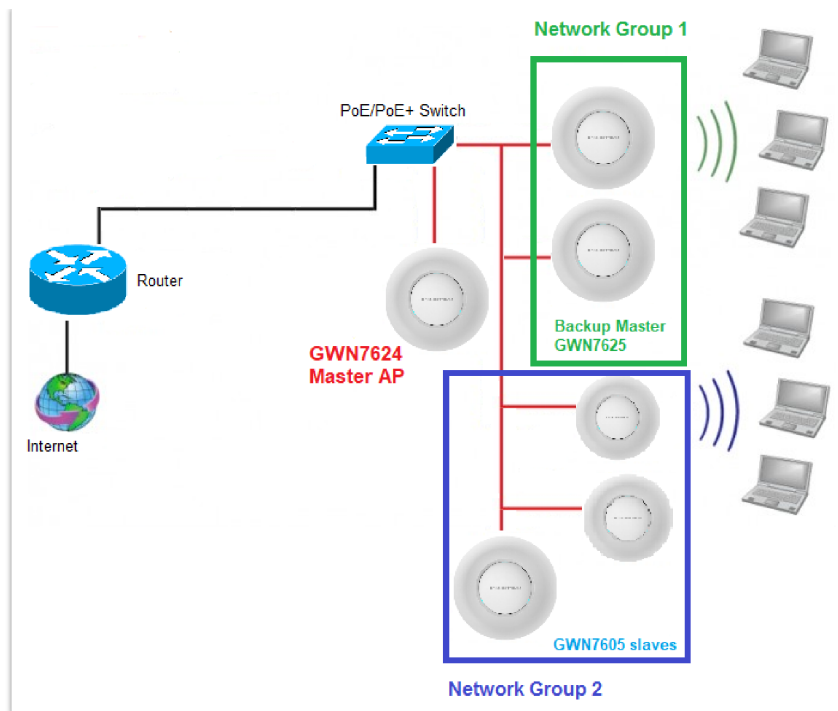 Network Group 1
PoE/PoE+ Switch
Router
GWN7624
Master AP
Backup Master
GWN7625
Internet
GWN7605 slaves
Network Group 2